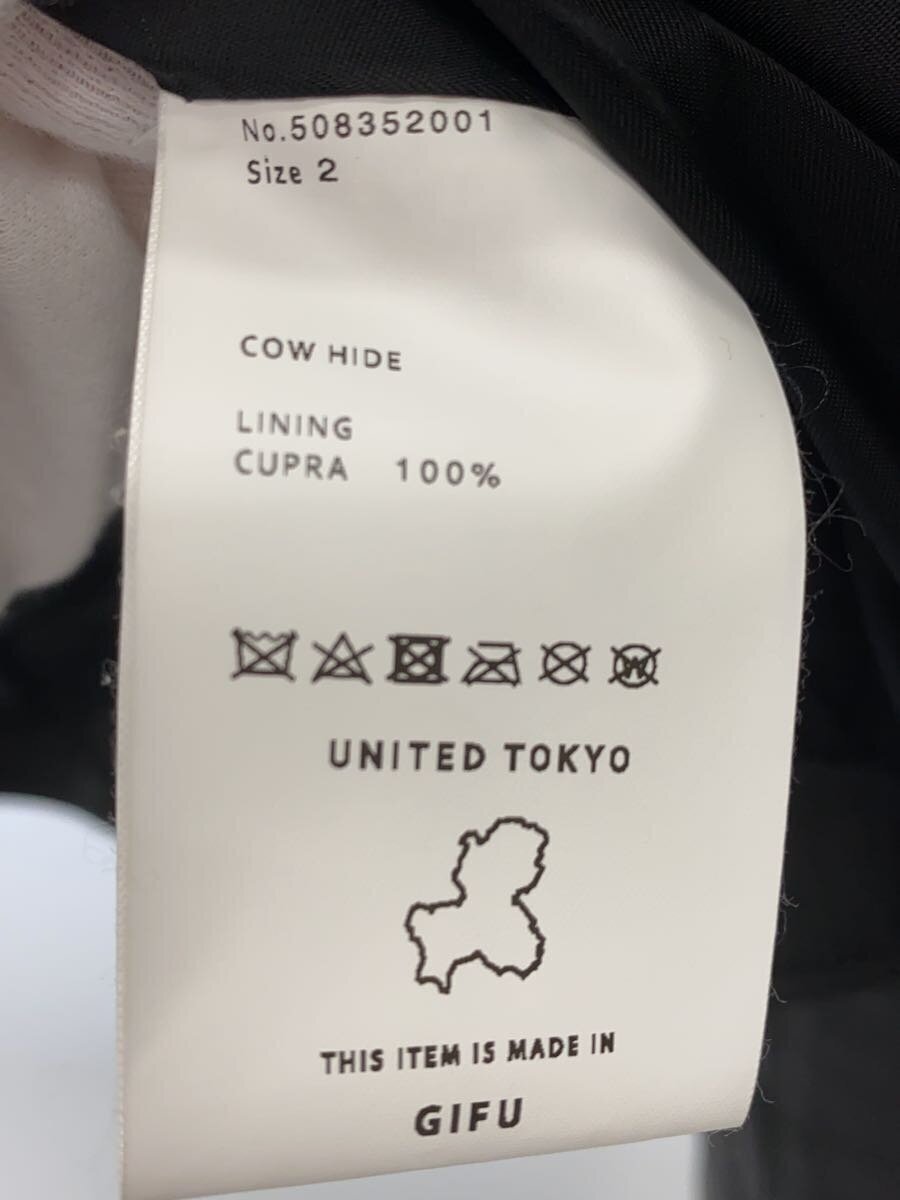 No.508352001
Size 2
COW HIDE
LINING
CUPRA 100%
W
UNITED TOKYO
THIS ITEM IS MADE IN
GIFU